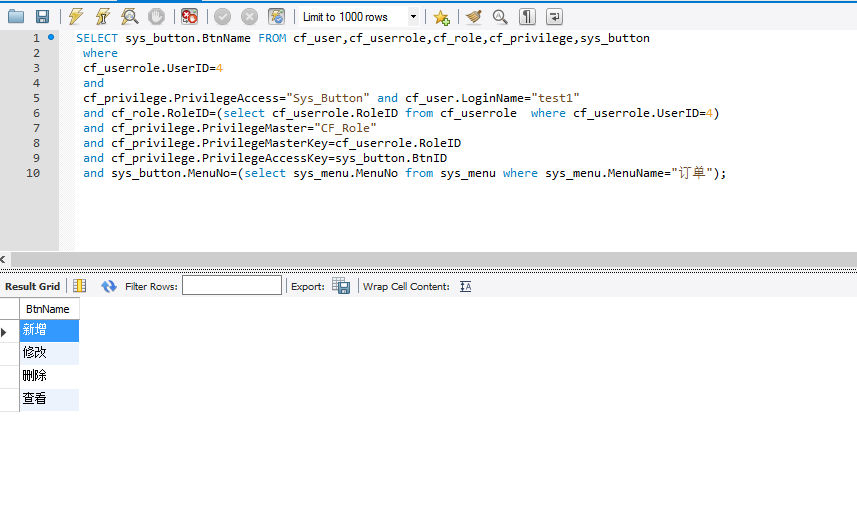 Limit to 1000 rows
1 SELECT sys_button.BtnName FROM cf_user,cf_userrole,cf_role,cf_privilege,sys_button
2 where
3 cf_userrole.UserID=4
4 and
5 cf_privilege.PrivilegeAccess="Sys_Button" and cf_user.LoginName="test1"
6 and cf_role.RoleID=(select cf_userrole.RoleID from cf_userrole  where cf_userrole.UserID=4)
7 and cf_privilege.PrivilegeMaster="CF_Role"
8 and cf_privilege.PrivilegeMasterKey=cf_userrole.RoleID
9 and cf_privilege.PrivilegeAccessKey=sys_button.BtnID
10 and sys_button.MenuNo=(select sys_menu.MenuNo from sys_menu where sys_menu.MenuName="订单");
Result Grid Filter Rows: Export: Wrap Cell Content: IA
BtnName
新增
修改
删除
查看